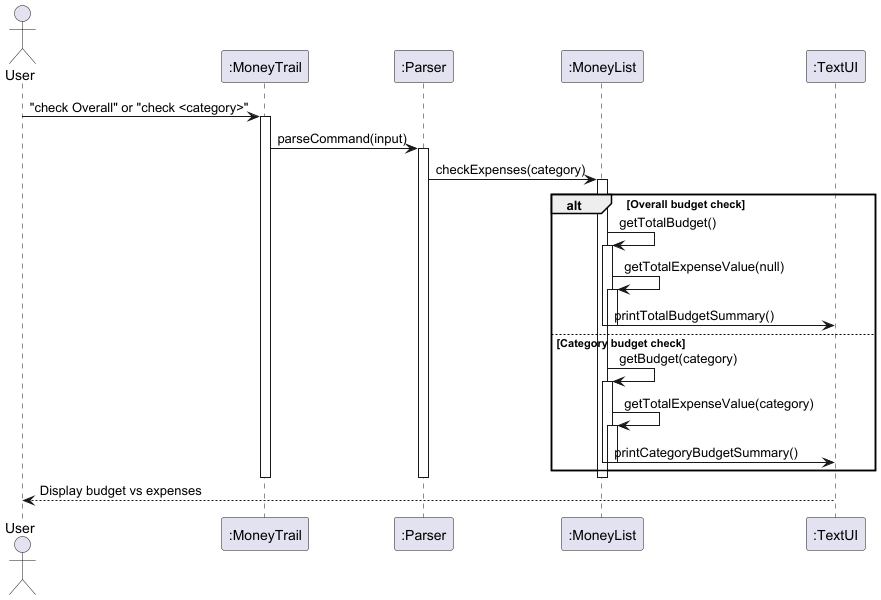 User
:MoneyTrail
:Parser
:MoneyList
:TextUI
"check Overall" or "check <category>"
parseCommand(input)
checkExpenses(category)
alt
[Overall budget check]
getTotalBudget()
getTotalExpenseValue(null)
printTotalBudgetSummary()
[Category budget check]
getBudget(category)
getTotalExpenseValue(category)
printCategoryBudgetSummary()
Display budget vs expenses
User
:MoneyTrail
:Parser
:MoneyList
:TextUI